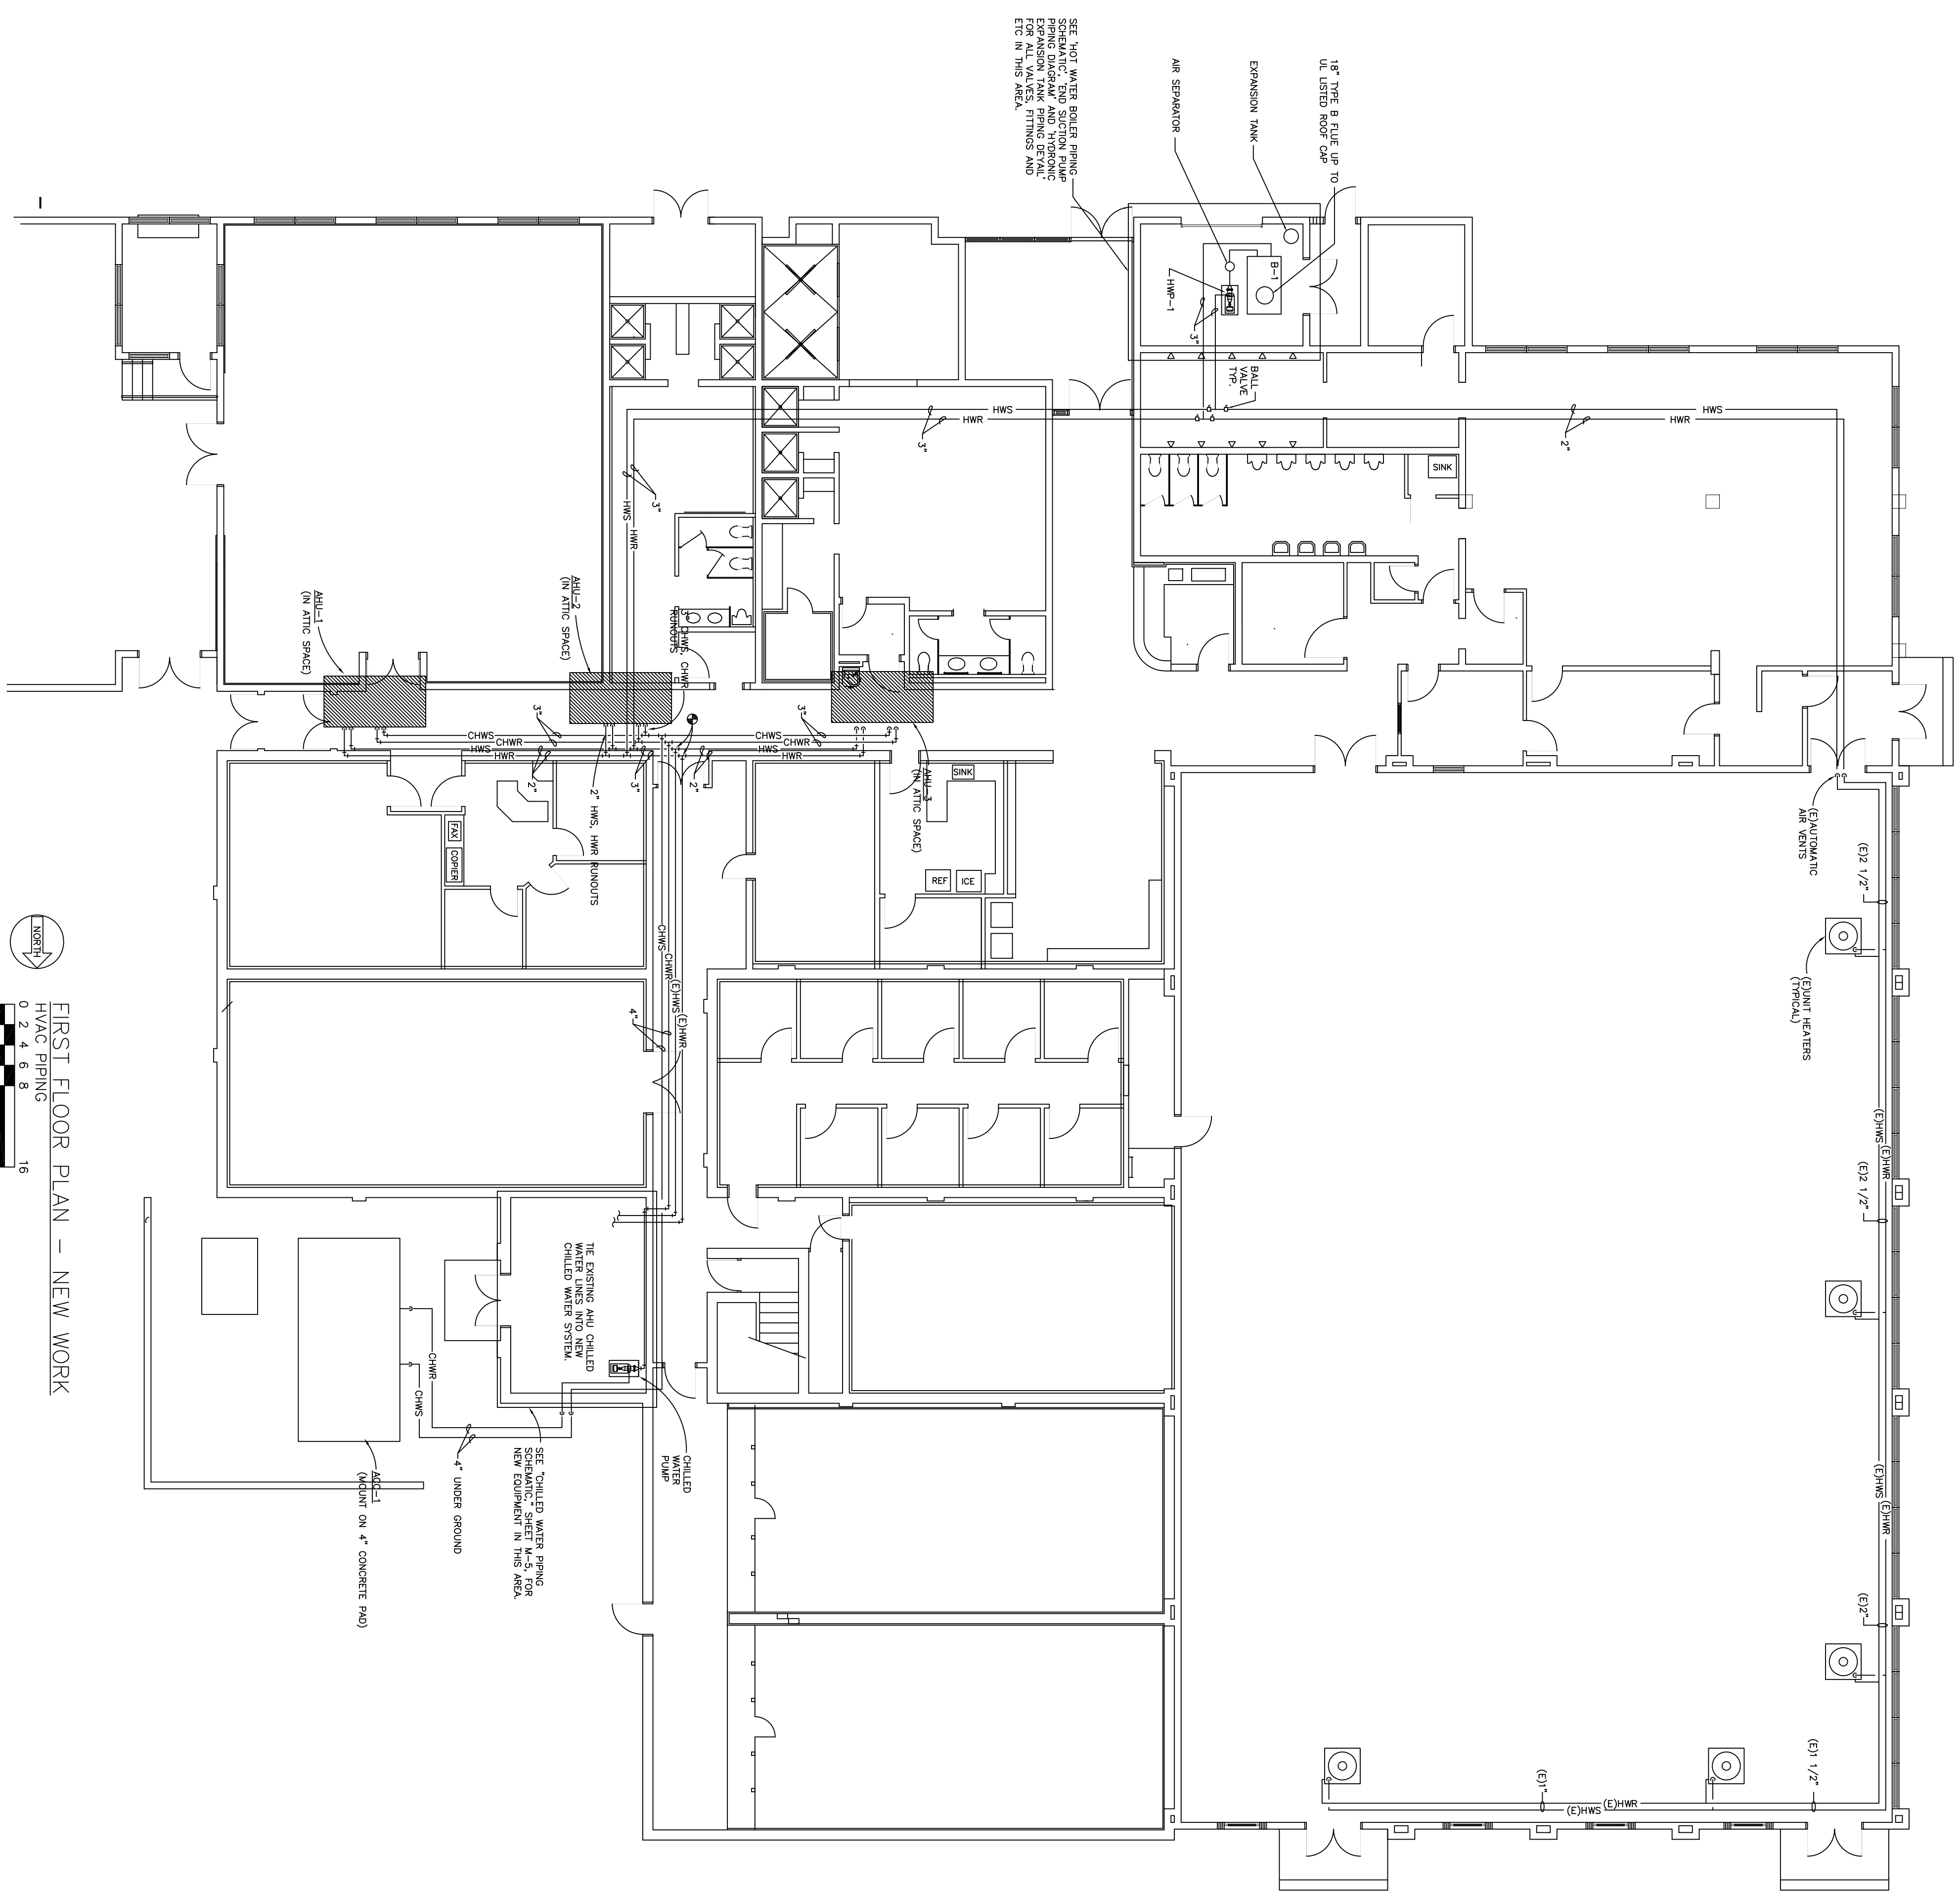 SEE 'HOT WATER BOILER PIPING
SCHEMATIC', 'END SUCTION PUMP
PIPING DIAGRAM' AND 'HYDRONIC
EXPANSION TANK PIPING DEYAIL'
FOR ALL VALVES, FITTINGS AND
ETC IN THIS AREA.
AIR SEPARATOR
EXPANSION TANK
18" TYPE B FLUE UP TO
UL LISTED ROOF CAP
B-1
HWP-1
3"
BALL
VALVE
TYP.
HWS
HWR
3"
HWS
HWR
2"
SINK
3"
HWS
HWR
AHU-1
(IN ATTIC SPACE)
AHU-2
(IN ATTIC SPACE)
3" CHWS, CHWR
RUNOUTS
3"
CHWS
CHWR
HWS
HWR
3"
CHWS
CHWR
HWS
HWR
2"
3"
2"
2" HWS, HWR RUNOUTS
AHU-3
(IN ATTIC SPACE)
SINK
REF
ICE
FAX
COPIER
(E)AUTOMATIC
AIR VENTS
(E)2 1/2"
(E)UNIT HEATERS
(TYPICAL)
CHWS
CHWR
(E)HWS
(E)HWR
4"
(E)HWS
(E)HWR
(E)2 1/2"
TIE EXISTING AHU CHILLED
WATER LINES INTO NEW
CHILLED WATER SYSTEM.
CHWR
CHWS
CHILLED
WATER
PUMP
SEE "CHILLED WATER PIPING
SCHEMATIC," SHEET M-5, FOR
NEW EQUIPMENT IN THIS AREA.
4" UNDER GROUND
ACC-1
(MOUNT ON 4" CONCRETE PAD)
(E)HWS
(E)HWR
(E)2"
(E)1 1/2"
(E)1"
(E)HWR
(E)HWS
NORTH
FIRST FLOOR PLAN - NEW WORK
HVAC PIPING
0 2 4 6 8 16